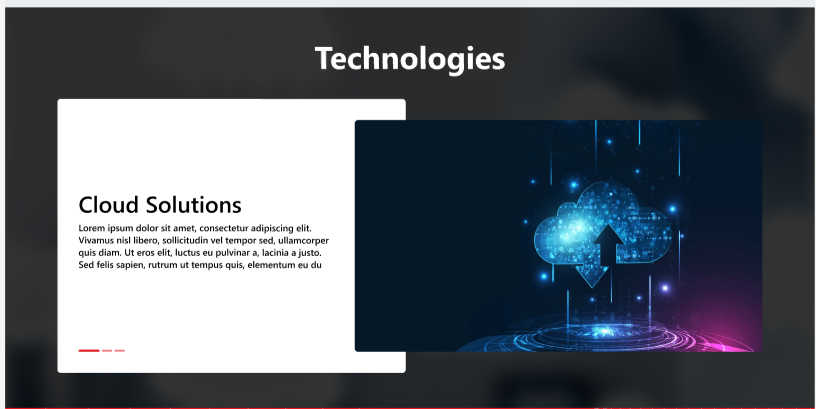 Technologies
Cloud Solutions
Lorem ipsum dolor sit amet, consectetur adipiscing elit.
Vivamus nisl libero, sollicitudin vel tempor sed, ullamcorper
quis diam. Ut eros elit, luctus eu pulvinar a, lacinia a justo.
Sed felis sapien, rutrum ut tempus quis, elementum eu du